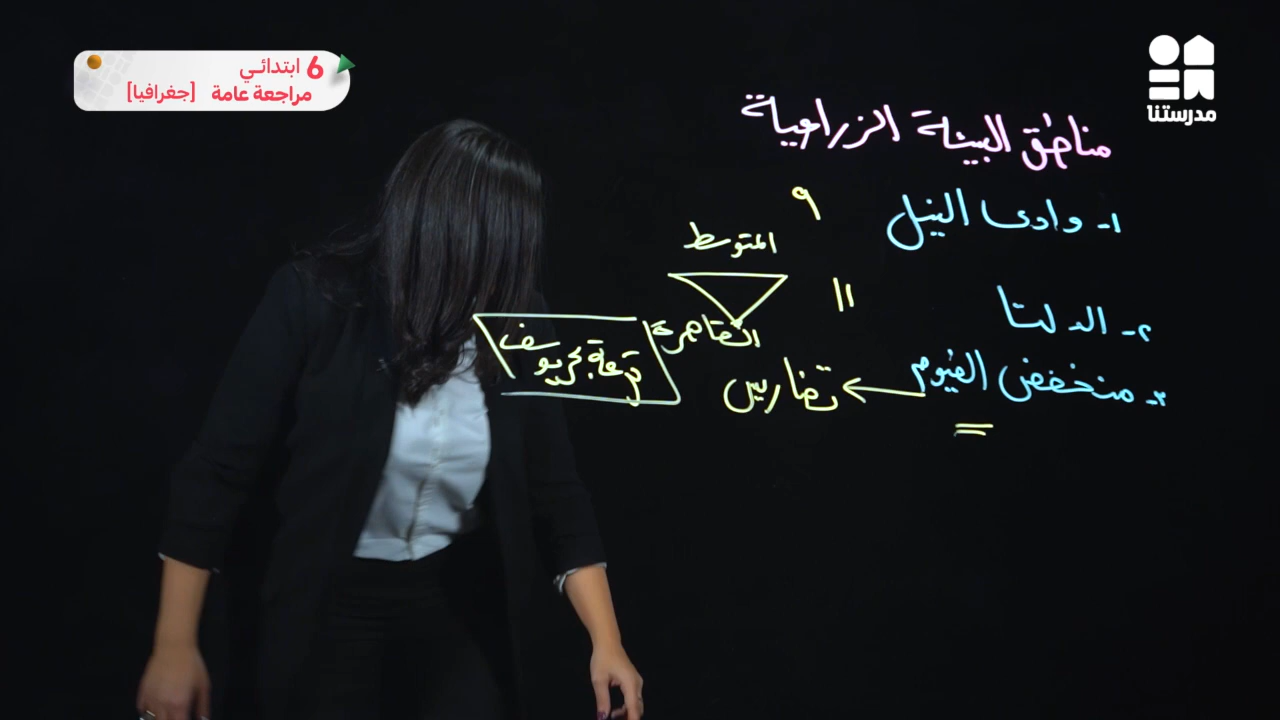 6 ابتدائي
مراجعة عامة [جغرافيا]
مدرستنا
مناطق البيئة الزراعية
١- وادى النيل ٩
المتوسط
٢- الدلتا ١١
القاهرة
٣- منخفض الفيوم ← تضاريس
ترعة بحر يوسف